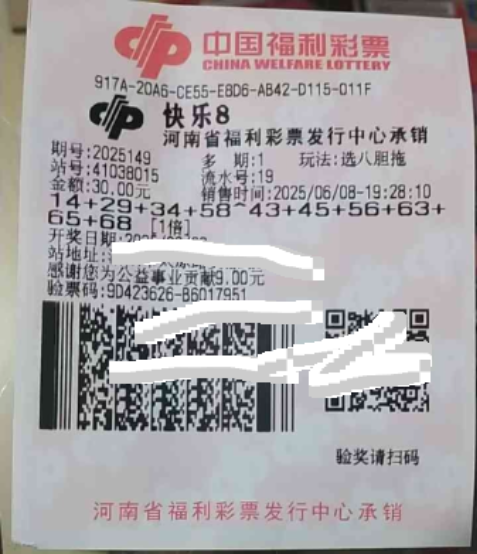 中国福利彩票
CHINA WELFARE LOTTERY
917A-20A6-CE55-E8D6-AB42-D115-011F
快乐8
河南省福利彩票发行中心承销
期号:2025149 多 期:1 玩法:选八胆拖
站号:41038015 流水号:19
金额:30.00元 销售时间:2025/06/08-19:28:10
14+29+34+58^43+45+56+63+
65+68 [1倍]
开奖日期:
站地址:
感谢您为公益事业贡献9.00元
验票码:9D423626-B6017951
验奖请扫码
河南省福利彩票发行中心承销